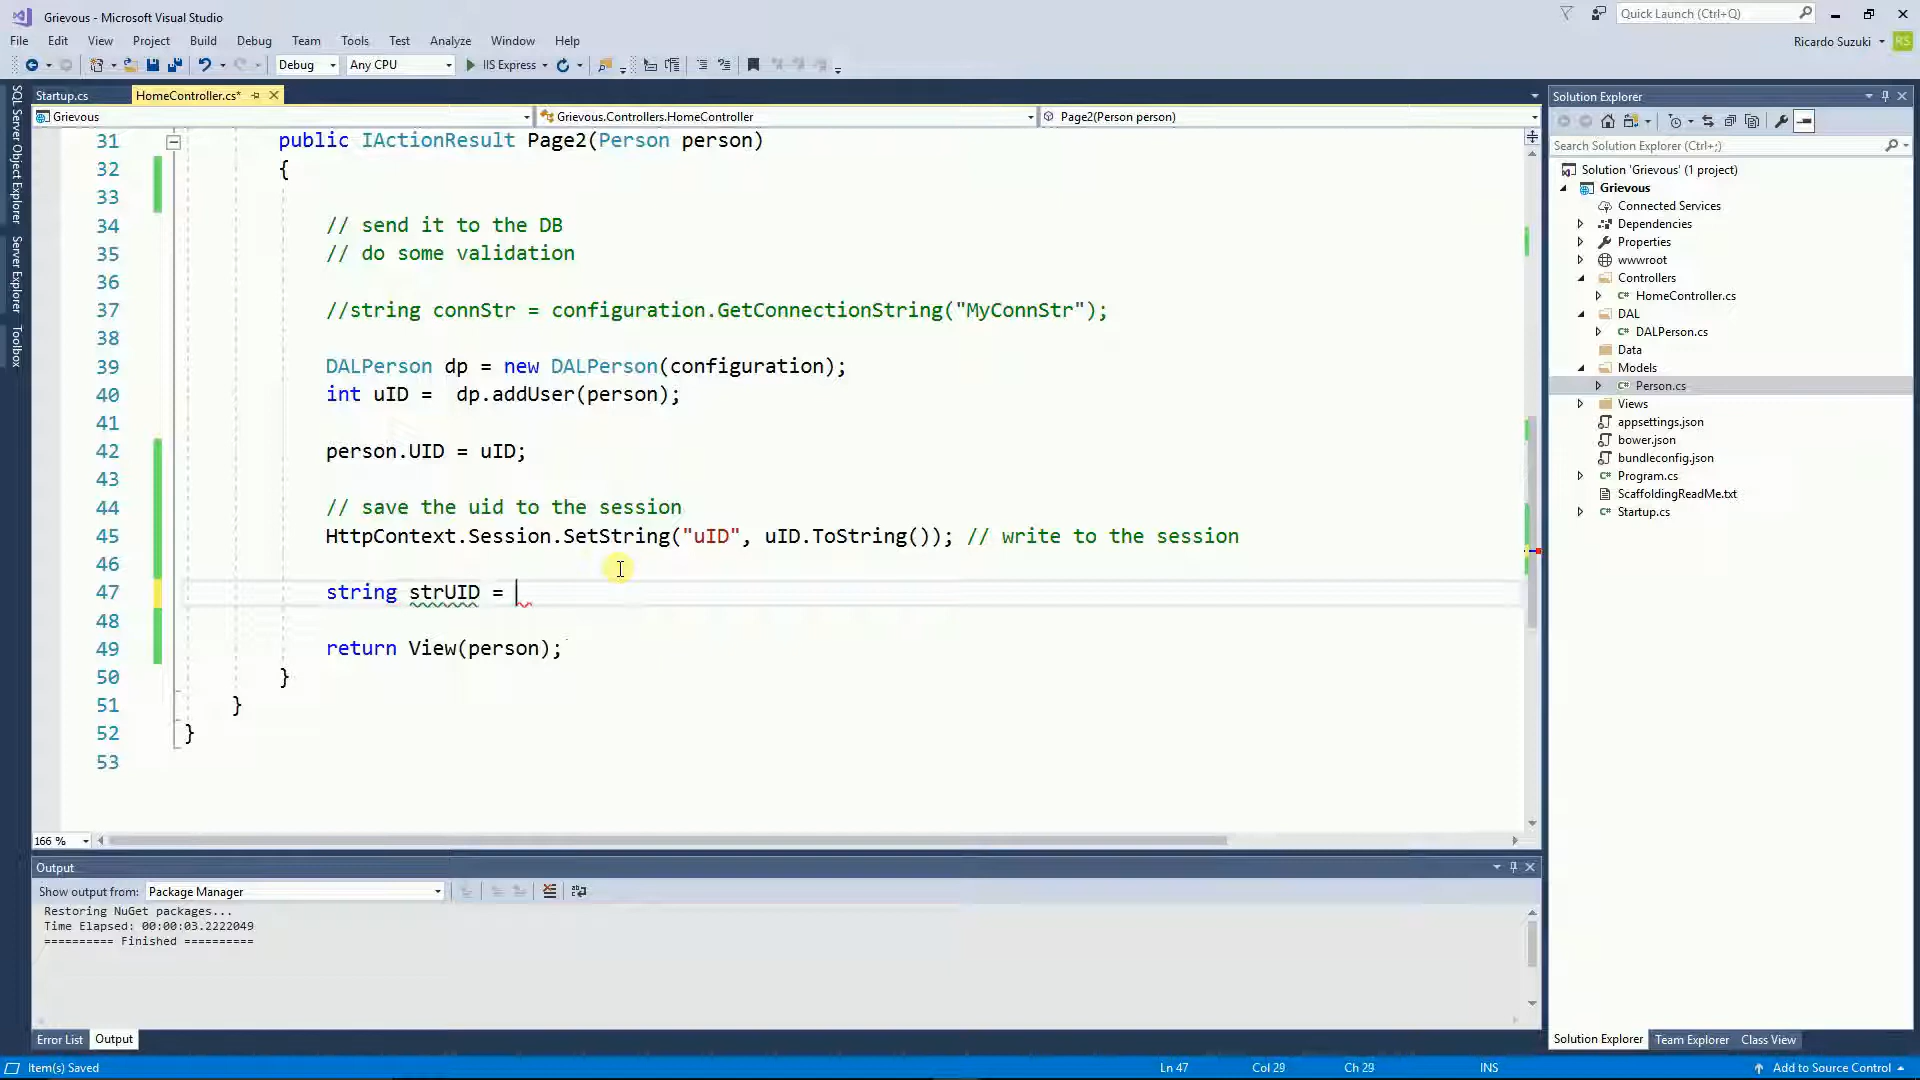 Grievous - Microsoft Visual Studio
Quick Launch (Ctrl+Q)
File Edit View Project Build Debug Team Tools Test Analyze Window Help
Ricardo Suzuki RS
Debug Any CPU IIS Express
Startup.cs HomeController.cs*
Grievous Grievous.Controllers.HomeController Page2(Person person)
31 public IActionResult Page2(Person person)
32 {
33
34 // send it to the DB
35 // do some validation
36
37 //string connStr = configuration.GetConnectionString("MyConnStr");
38
39 DALPerson dp = new DALPerson(configuration);
40 int uID =  dp.addUser(person);
41
42 person.UID = uID;
43
44 // save the uid to the session
45 HttpContext.Session.SetString("uID", uID.ToString()); // write to the session
46
47 string strUID =
48
49 return View(person);
50 }
51 }
52 }
53
166 %
SQL Server Object Explorer
Server Explorer
Toolbox
Solution Explorer
Search Solution Explorer (Ctrl+;)
Solution 'Grievous' (1 project)
Grievous
Connected Services
Dependencies
Properties
wwwroot
Controllers
C# HomeController.cs
DAL
C# DALPerson.cs
Data
Models
C# Person.cs
Views
appsettings.json
bower.json
bundleconfig.json
C# Program.cs
ScaffoldingReadMe.txt
C# Startup.cs
Output
Show output from: Package Manager
Restoring NuGet packages...
Time Elapsed: 00:00:03.2222049
========== Finished ==========
Error List Output
Solution Explorer Team Explorer Class View
Item(s) Saved Ln 47 Col 29 Ch 29 INS Add to Source Control